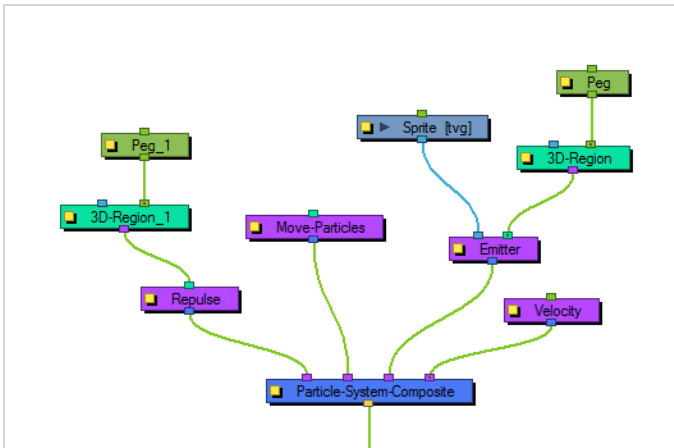 Peg
Sprite [tvg]
Peg_1
3D-Region
3D-Region_1
Move-Particles
Emitter
Repulse
Velocity
Particle-System-Composite